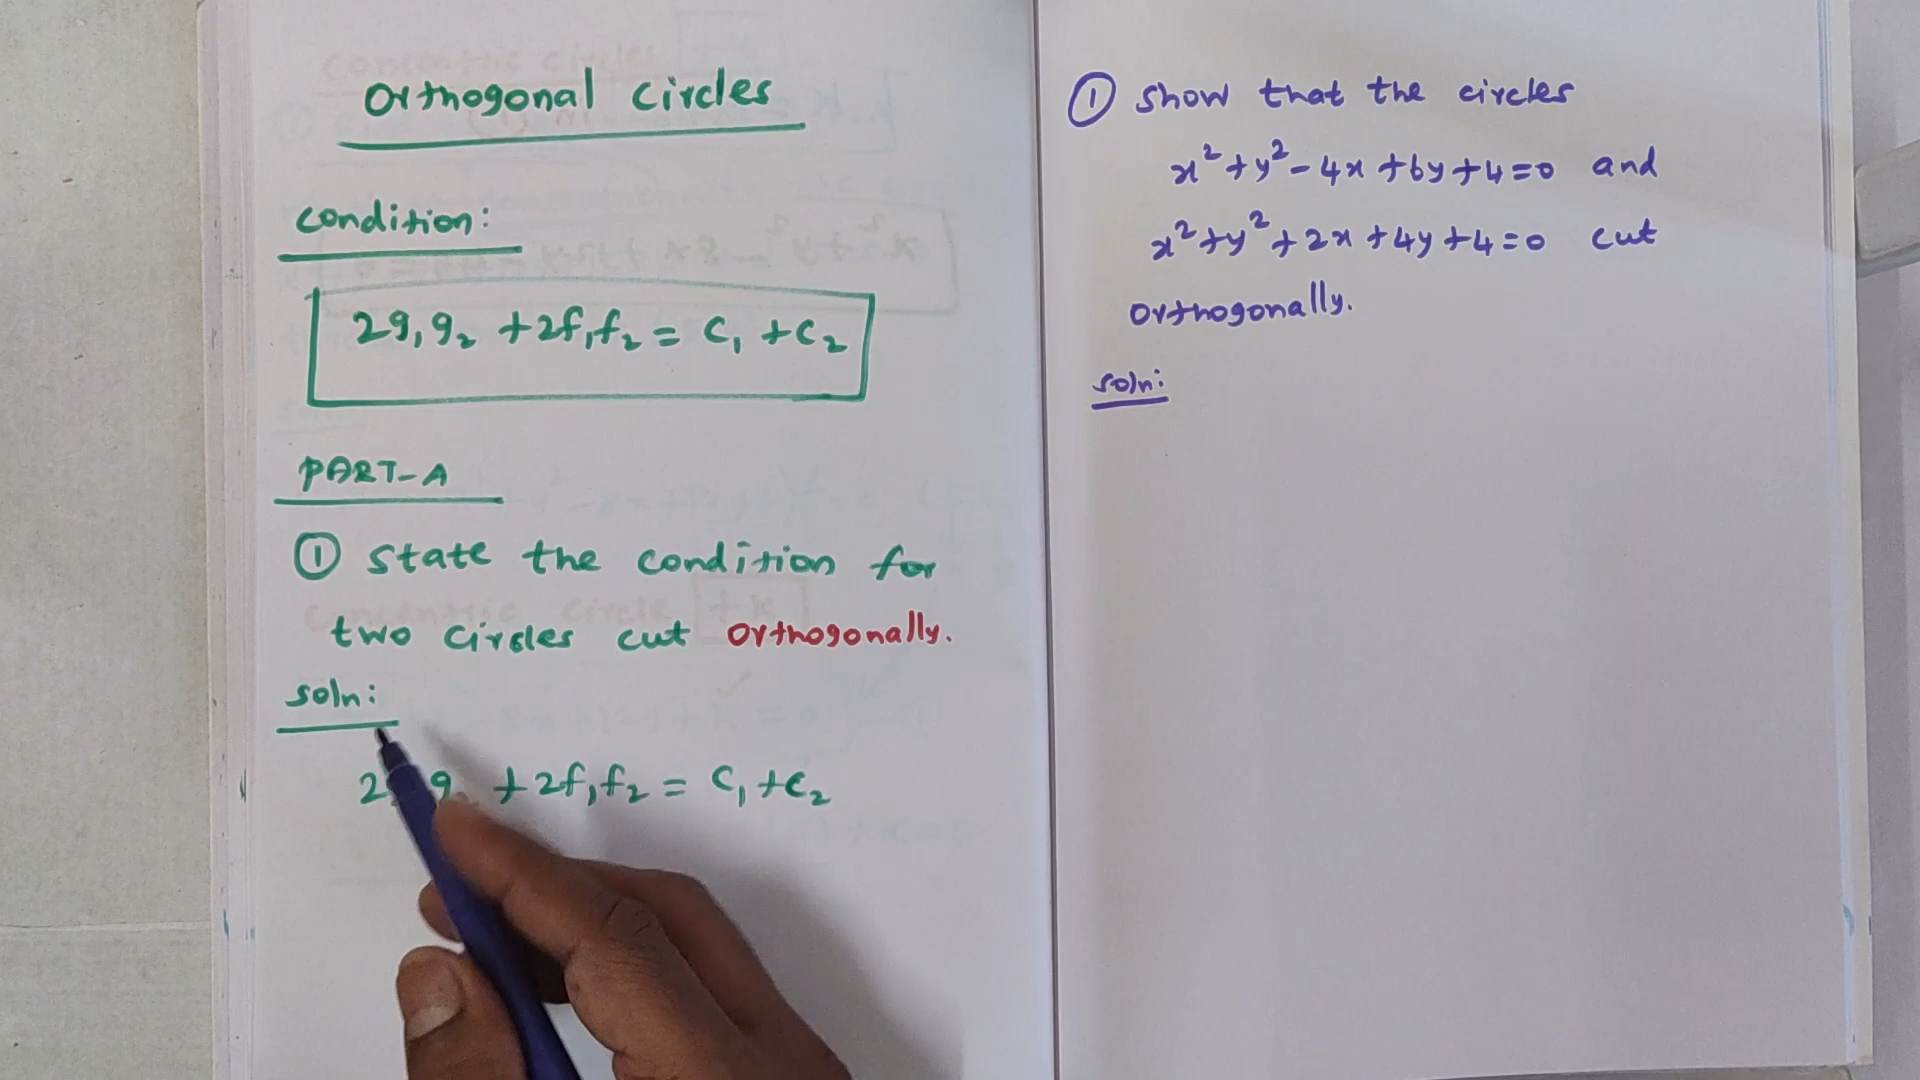 Orthogonal circles
Condition:
2g₁g₂ + 2f₁f₂ = c₁ + c₂
PART-A
① state the condition for
two circles cut orthogonally.
soln:
+ 2f₁f₂ = c₁ + c₂
① show that the circles
x² + y² - 4x + 6y + 4 = 0 and
x² + y² + 2x + 4y + 4 = 0 cut
orthogonally.
soln: